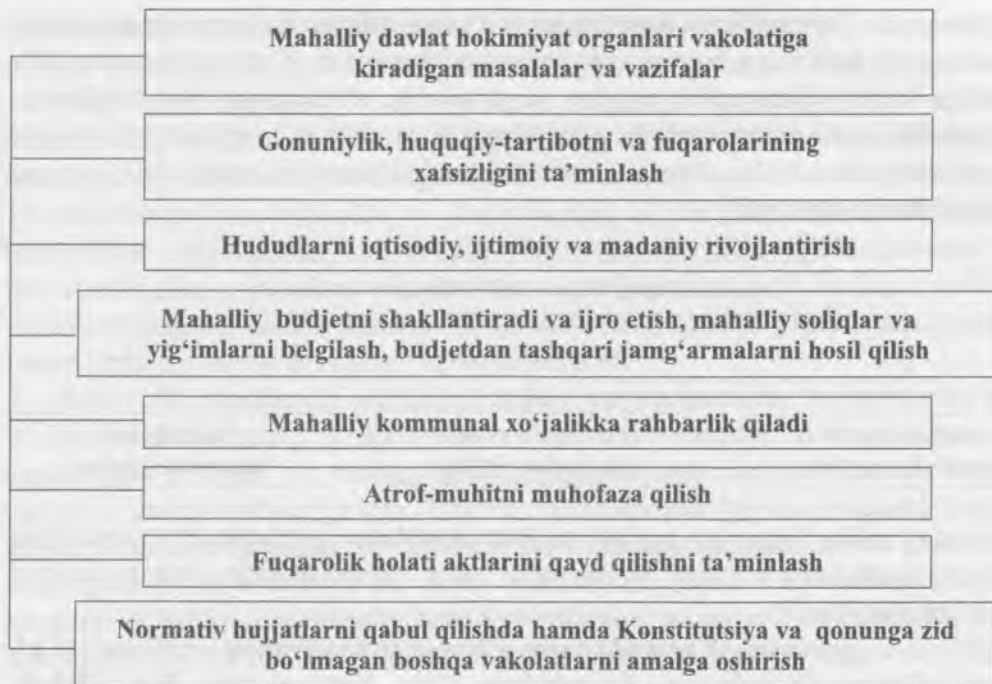 Mahalliy davlat hokimiyat organlari vakolatiga
kiradigan masalalar va vazifalar
Gonuniylik, huquqiy-tartibotni va fuqarolarining
xafsizligini ta’minlash
Hududlarni iqtisodiy, ijtimoiy va madaniy rivojlantirish
Mahalliy budjetni shakllantiradi va ijro etish, mahalliy soliqlar va
yig‘imlarni belgilash, budjetdan tashqari jamg‘armalarni hosil qilish
Mahalliy kommunal xo‘jalikka rahbarlik qiladi
Atrof-muhitni muhofaza qilish
Fuqarolik holati aktlarini qayd qilishni ta’minlash
Normativ hujjatlarni qabul qilishda hamda Konstitutsiya va qonunga zid
bo‘lmagan boshqa vakolatlarni amalga oshirish